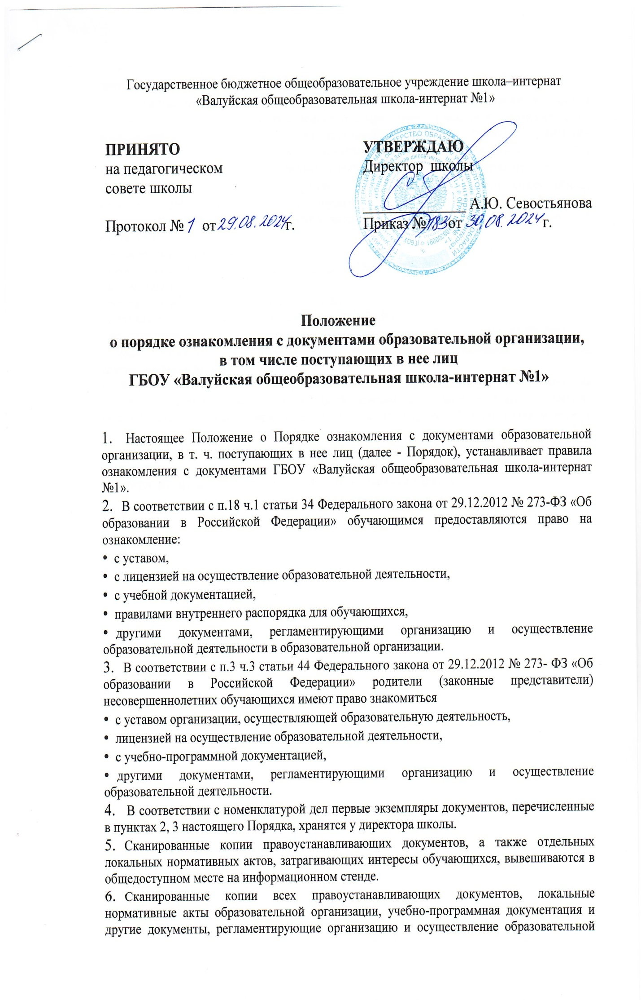 Государственное бюджетное общеобразовательное учреждение школа–интернат
«Валуйская общеобразовательная школа-интернат №1»
ПРИНЯТО
на педагогическом
совете школы
Протокол № 1 от 29.08.2024 г.
УТВЕРЖДАЮ
Директор школы
А.Ю. Севостьянова
Приказ № 183 от 30.08.2024 г.
Положение
о порядке ознакомления с документами образовательной организации,
в том числе поступающих в нее лиц
ГБОУ «Валуйская общеобразовательная школа-интернат №1»
1. Настоящее Положение о Порядке ознакомления с документами образовательной
организации, в т. ч. поступающих в нее лиц (далее - Порядок), устанавливает правила
ознакомления с документами ГБОУ «Валуйская общеобразовательная школа-интернат
№1».
2. В соответствии с п.18 ч.1 статьи 34 Федерального закона от 29.12.2012 № 273-ФЗ «Об
образовании в Российской Федерации» обучающимся предоставляются право на
ознакомление:
• с уставом,
• с лицензией на осуществление образовательной деятельности,
• с учебной документацией,
• правилами внутреннего распорядка для обучающихся,
• другими документами, регламентирующими организацию и осуществление
образовательной деятельности в образовательной организации.
3. В соответствии с п.3 ч.3 статьи 44 Федерального закона от 29.12.2012 № 273- ФЗ «Об
образовании в Российской Федерации» родители (законные представители)
несовершеннолетних обучающихся имеют право знакомиться
• с уставом организации, осуществляющей образовательную деятельность,
• лицензией на осуществление образовательной деятельности,
• с учебно-программной документацией,
• другими документами, регламентирующими организацию и осуществление
образовательной деятельности.
4. В соответствии с номенклатурой дел первые экземпляры документов, перечисленные
в пунктах 2, 3 настоящего Порядка, хранятся у директора школы.
5. Сканированные копии правоустанавливающих документов, а также отдельных
локальных нормативных актов, затрагивающих интересы обучающихся, вывешиваются в
общедоступном месте на информационном стенде.
6. Сканированные копии всех правоустанавливающих документов, локальные
нормативные акты образовательной организации, учебно-программная документация и
другие документы, регламентирующие организацию и осуществление образовательной